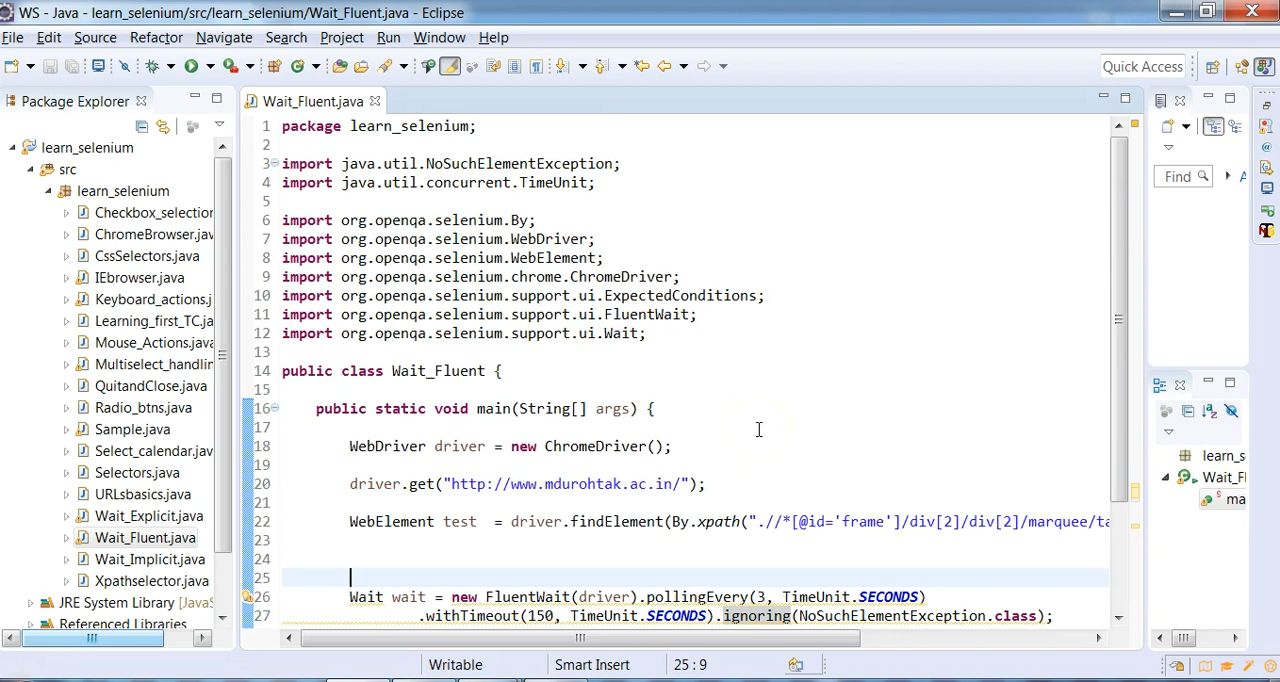 WS - Java - learn_selenium/src/learn_selenium/Wait_Fluent.java - Eclipse
File Edit Source Refactor Navigate Search Project Run Window Help
Quick Access
Package Explorer
learn_selenium
src
learn_selenium
Checkbox_selection
ChromeBrowser.jav
CssSelectors.java
IEbrowser.java
Keyboard_actions.j
Learning_first_TC.ja
Mouse_Actions.java
Multiselect_handlin
QuitandClose.java
Radio_btns.java
Sample.java
Select_calendar.jav
Selectors.java
URLsbasics.java
Wait_Explicit.java
Wait_Fluent.java
Wait_Implicit.java
Xpathselector.java
JRE System Library [JavaS
Referenced Libraries
Wait_Fluent.java
1 package learn_selenium;
2
3 import java.util.NoSuchElementException;
4 import java.util.concurrent.TimeUnit;
5
6 import org.openqa.selenium.By;
7 import org.openqa.selenium.WebDriver;
8 import org.openqa.selenium.WebElement;
9 import org.openqa.selenium.chrome.ChromeDriver;
10 import org.openqa.selenium.support.ui.ExpectedConditions;
11 import org.openqa.selenium.support.ui.FluentWait;
12 import org.openqa.selenium.support.ui.Wait;
13
14 public class Wait_Fluent {
15
16 public static void main(String[] args) {
17
18 WebDriver driver = new ChromeDriver();
19
20 driver.get("http://www.mdurohtak.ac.in/");
21
22 WebElement test = driver.findElement(By.xpath(".//*[@id='frame']/div[2]/div[2]/marquee/ta
23
24
25
26 Wait wait = new FluentWait(driver).pollingEvery(3, TimeUnit.SECONDS)
27 .withTimeout(150, TimeUnit.SECONDS).ignoring(NoSuchElementException.class);
Find
A
learn_s
Wait_Fl
ma
Writable
Smart Insert
25 : 9